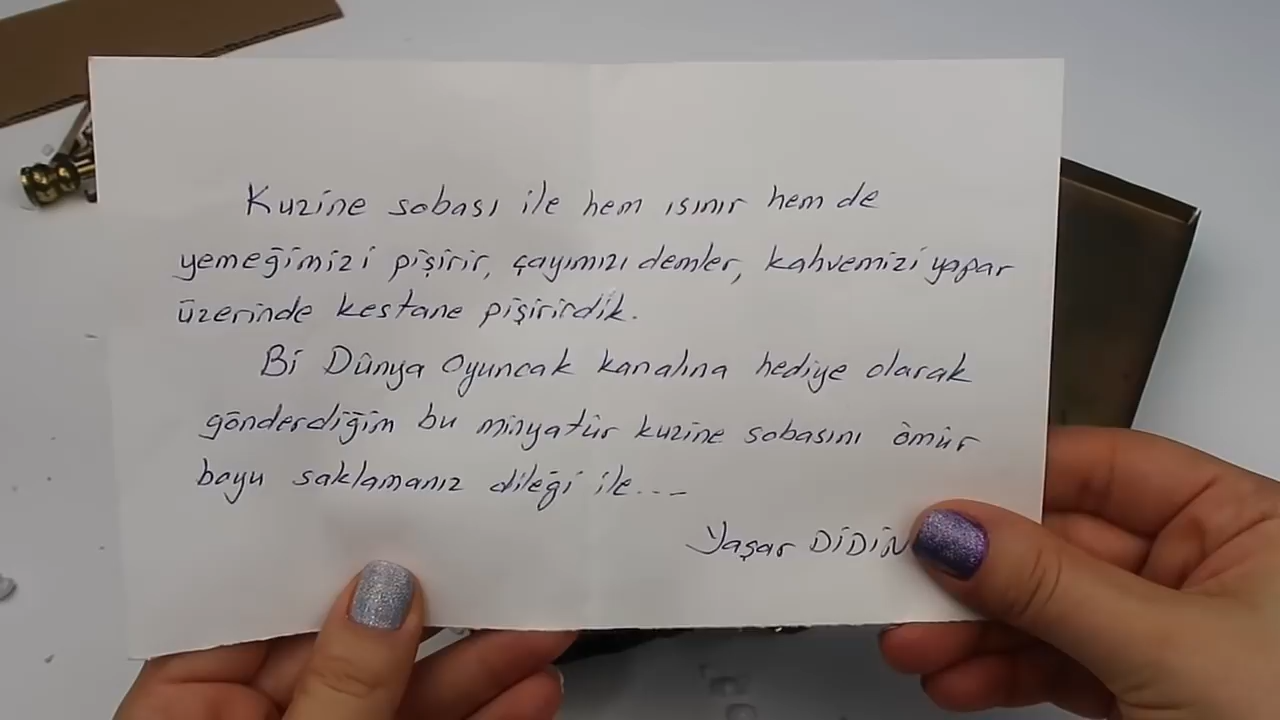 Kuzine sobası ile hem ısınır hem de
yemeğimizi pişirir, çayımızı demler, kahvemizi yapar
üzerinde kestane pişirirdik.
Bi Dünya Oyuncak kanalına hediye olarak
gönderdiğim bu minyatür kuzine sobasını ömür
boyu saklamanız dileği ile....
Yaşar DİDİN